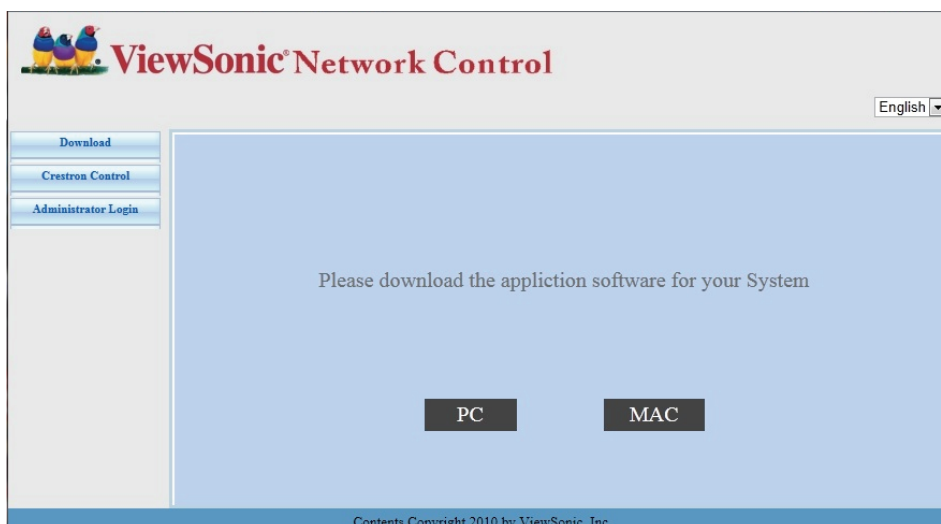 ViewSonic® Network Control
English
Download
Crestron Control
Administrator Login
Please download the appliction software for your System
PC
MAC
Contents Copyright 2010 by ViewSonic, Inc